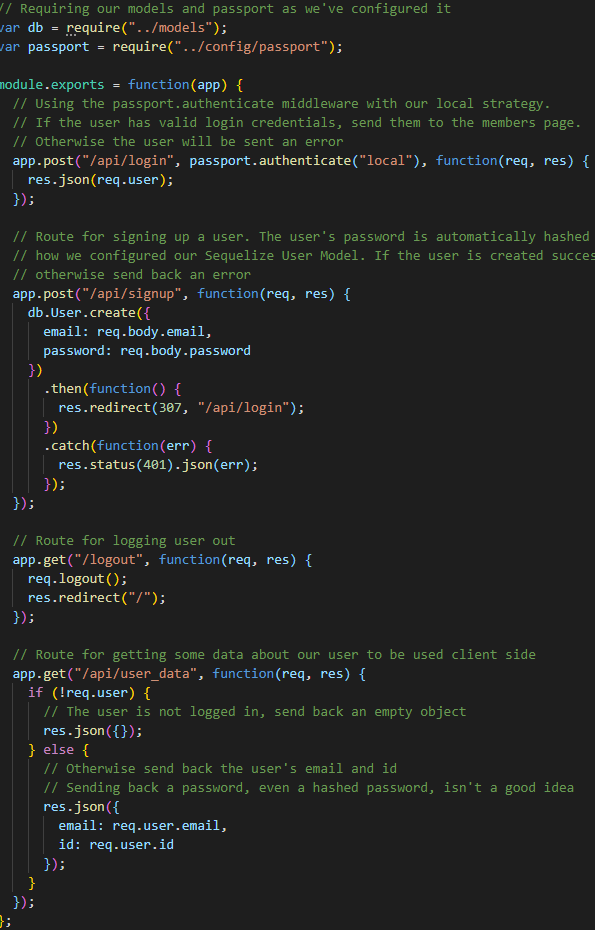 // Requiring our models and passport as we've configured it
var db = require("../models");
var passport = require("../config/passport");

module.exports = function(app) {
  // Using the passport.authenticate middleware with our local strategy.
  // If the user has valid login credentials, send them to the members page.
  // Otherwise the user will be sent an error
  app.post("/api/login", passport.authenticate("local"), function(req, res) {
    res.json(req.user);
  });

  // Route for signing up a user. The user's password is automatically hashed
  // how we configured our Sequelize User Model. If the user is created succes
  // otherwise send back an error
  app.post("/api/signup", function(req, res) {
    db.User.create({
      email: req.body.email,
      password: req.body.password
    })
      .then(function() {
        res.redirect(307, "/api/login");
      })
      .catch(function(err) {
        res.status(401).json(err);
      });
  });

  // Route for logging user out
  app.get("/logout", function(req, res) {
    req.logout();
    res.redirect("/");
  });

  // Route for getting some data about our user to be used client side
  app.get("/api/user_data", function(req, res) {
    if (!req.user) {
      // The user is not logged in, send back an empty object
      res.json({});
    } else {
      // Otherwise send back the user's email and id
      // Sending back a password, even a hashed password, isn't a good idea
      res.json({
        email: req.user.email,
        id: req.user.id
      });
    }
  });
};